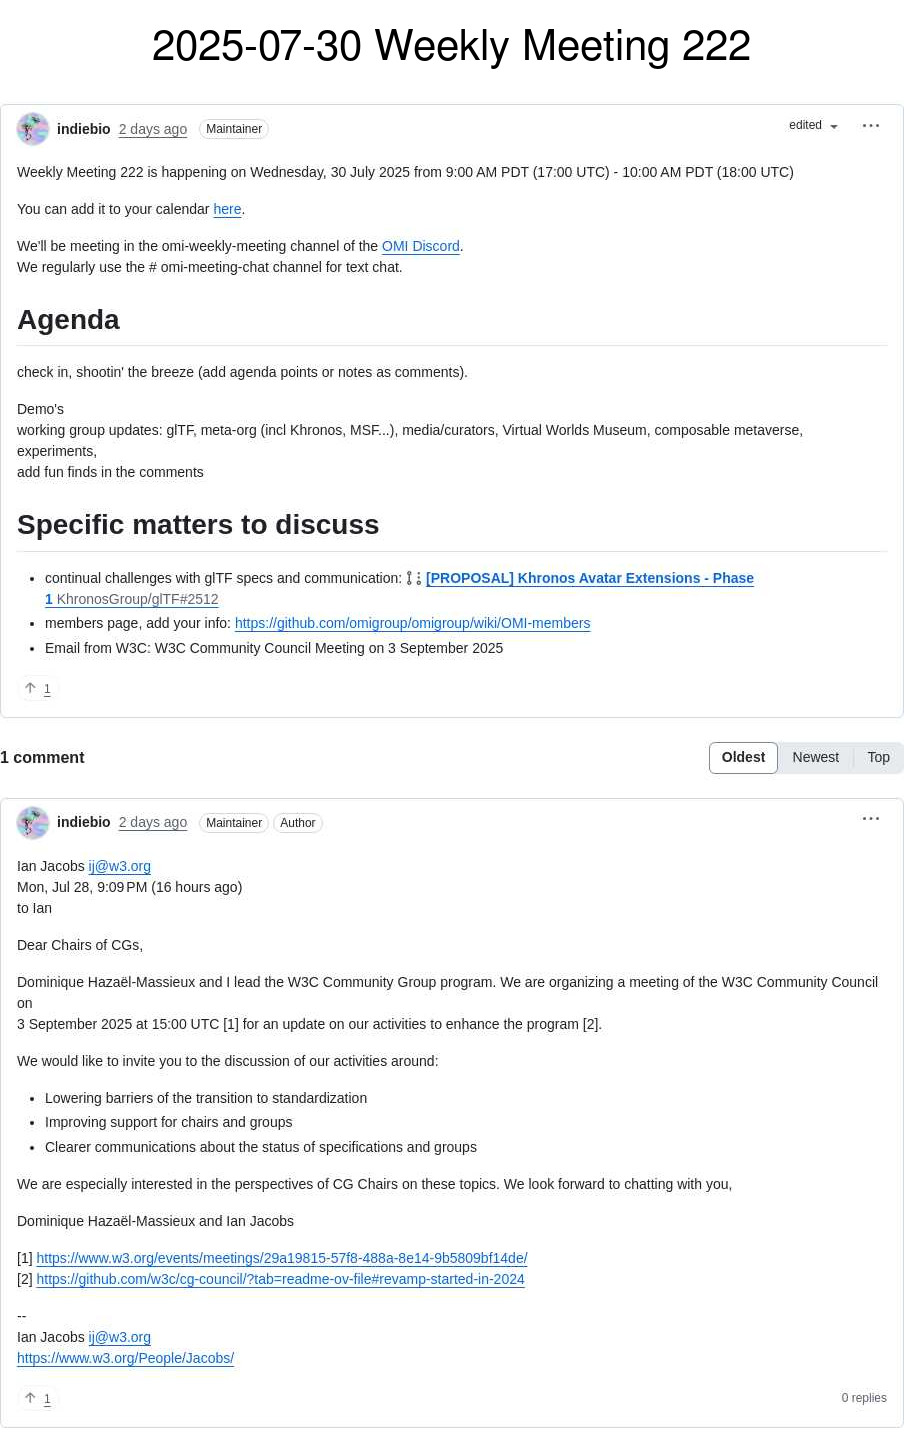 2025-07-30 Weekly Meeting 222
indiebio 2 days ago Maintainer edited
Weekly Meeting 222 is happening on Wednesday, 30 July 2025 from 9:00 AM PDT (17:00 UTC) - 10:00 AM PDT (18:00 UTC)
You can add it to your calendar here.
We'll be meeting in the omi-weekly-meeting channel of the OMI Discord.
We regularly use the # omi-meeting-chat channel for text chat.
Agenda
check in, shootin' the breeze (add agenda points or notes as comments).
Demo's
working group updates: glTF, meta-org (incl Khronos, MSF...), media/curators, Virtual Worlds Museum, composable metaverse,
experiments,
add fun finds in the comments
Specific matters to discuss
continual challenges with glTF specs and communication: [PROPOSAL] Khronos Avatar Extensions - Phase
1 KhronosGroup/glTF#2512
members page, add your info: https://github.com/omigroup/omigroup/wiki/OMI-members
Email from W3C: W3C Community Council Meeting on 3 September 2025
1
1 comment
Oldest Newest Top
indiebio 2 days ago Maintainer Author
Ian Jacobs ij@w3.org
Mon, Jul 28, 9:09 PM (16 hours ago)
to Ian
Dear Chairs of CGs,
Dominique Hazaël-Massieux and I lead the W3C Community Group program. We are organizing a meeting of the W3C Community Council
on
3 September 2025 at 15:00 UTC [1] for an update on our activities to enhance the program [2].
We would like to invite you to the discussion of our activities around:
Lowering barriers of the transition to standardization
Improving support for chairs and groups
Clearer communications about the status of specifications and groups
We are especially interested in the perspectives of CG Chairs on these topics. We look forward to chatting with you,
Dominique Hazaël-Massieux and Ian Jacobs
[1] https://www.w3.org/events/meetings/29a19815-57f8-488a-8e14-9b5809bf14de/
[2] https://github.com/w3c/cg-council/?tab=readme-ov-file#revamp-started-in-2024
--
Ian Jacobs ij@w3.org
https://www.w3.org/People/Jacobs/
1 0 replies